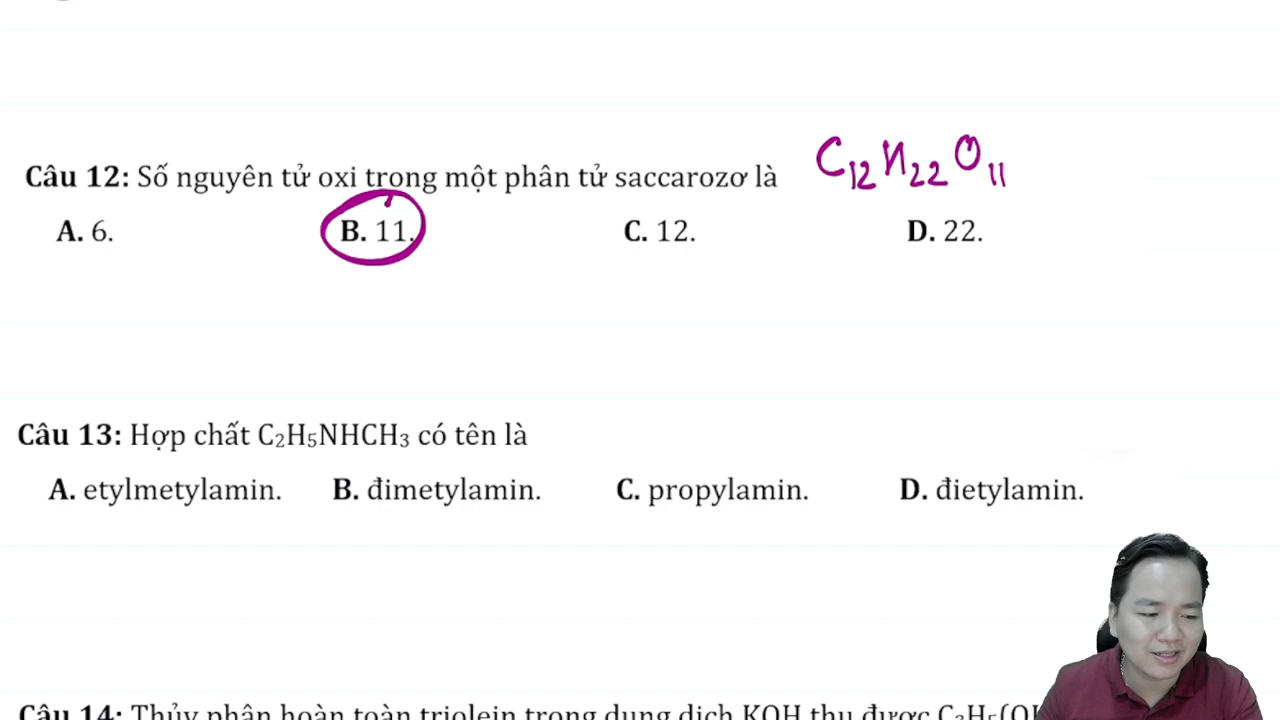 Câu 12: Số nguyên tử oxi trong một phân tử saccarozơ là C₁₂H₂₂O₁₁
A. 6. B. 11. C. 12. D. 22.
Câu 13: Hợp chất C₂H₅NHCH₃ có tên là
A. etylmetylamin. B. đimetylamin. C. propylamin. D. đietylamin.
Câu 14: Thủy phân hoàn toàn triolein trong dung dịch KOH thu được C₃H₅(OH